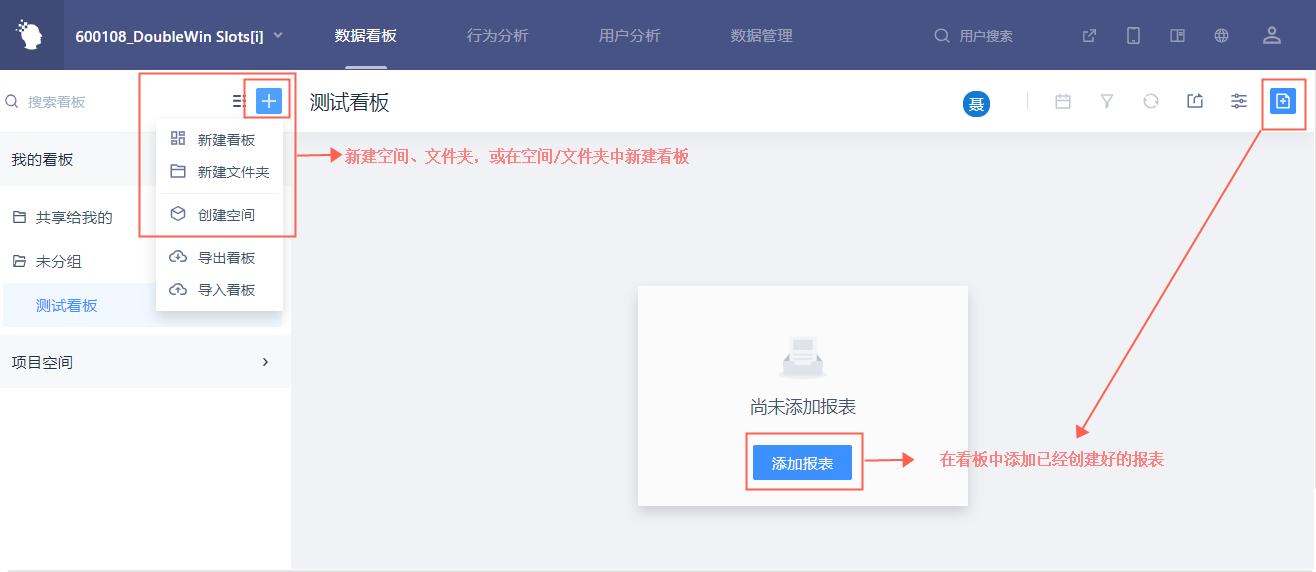 600108_DoubleWin Slots[i]
数据看板
行为分析
用户分析
数据管理
用户搜索
搜索看板
测试看板
聂
新建看板
新建文件夹
创建空间
导出看板
导入看板
新建空间、文件夹，或在空间/文件夹中新建看板
我的看板
共享给我的
未分组
测试看板
项目空间
尚未添加报表
添加报表
在看板中添加已经创建好的报表